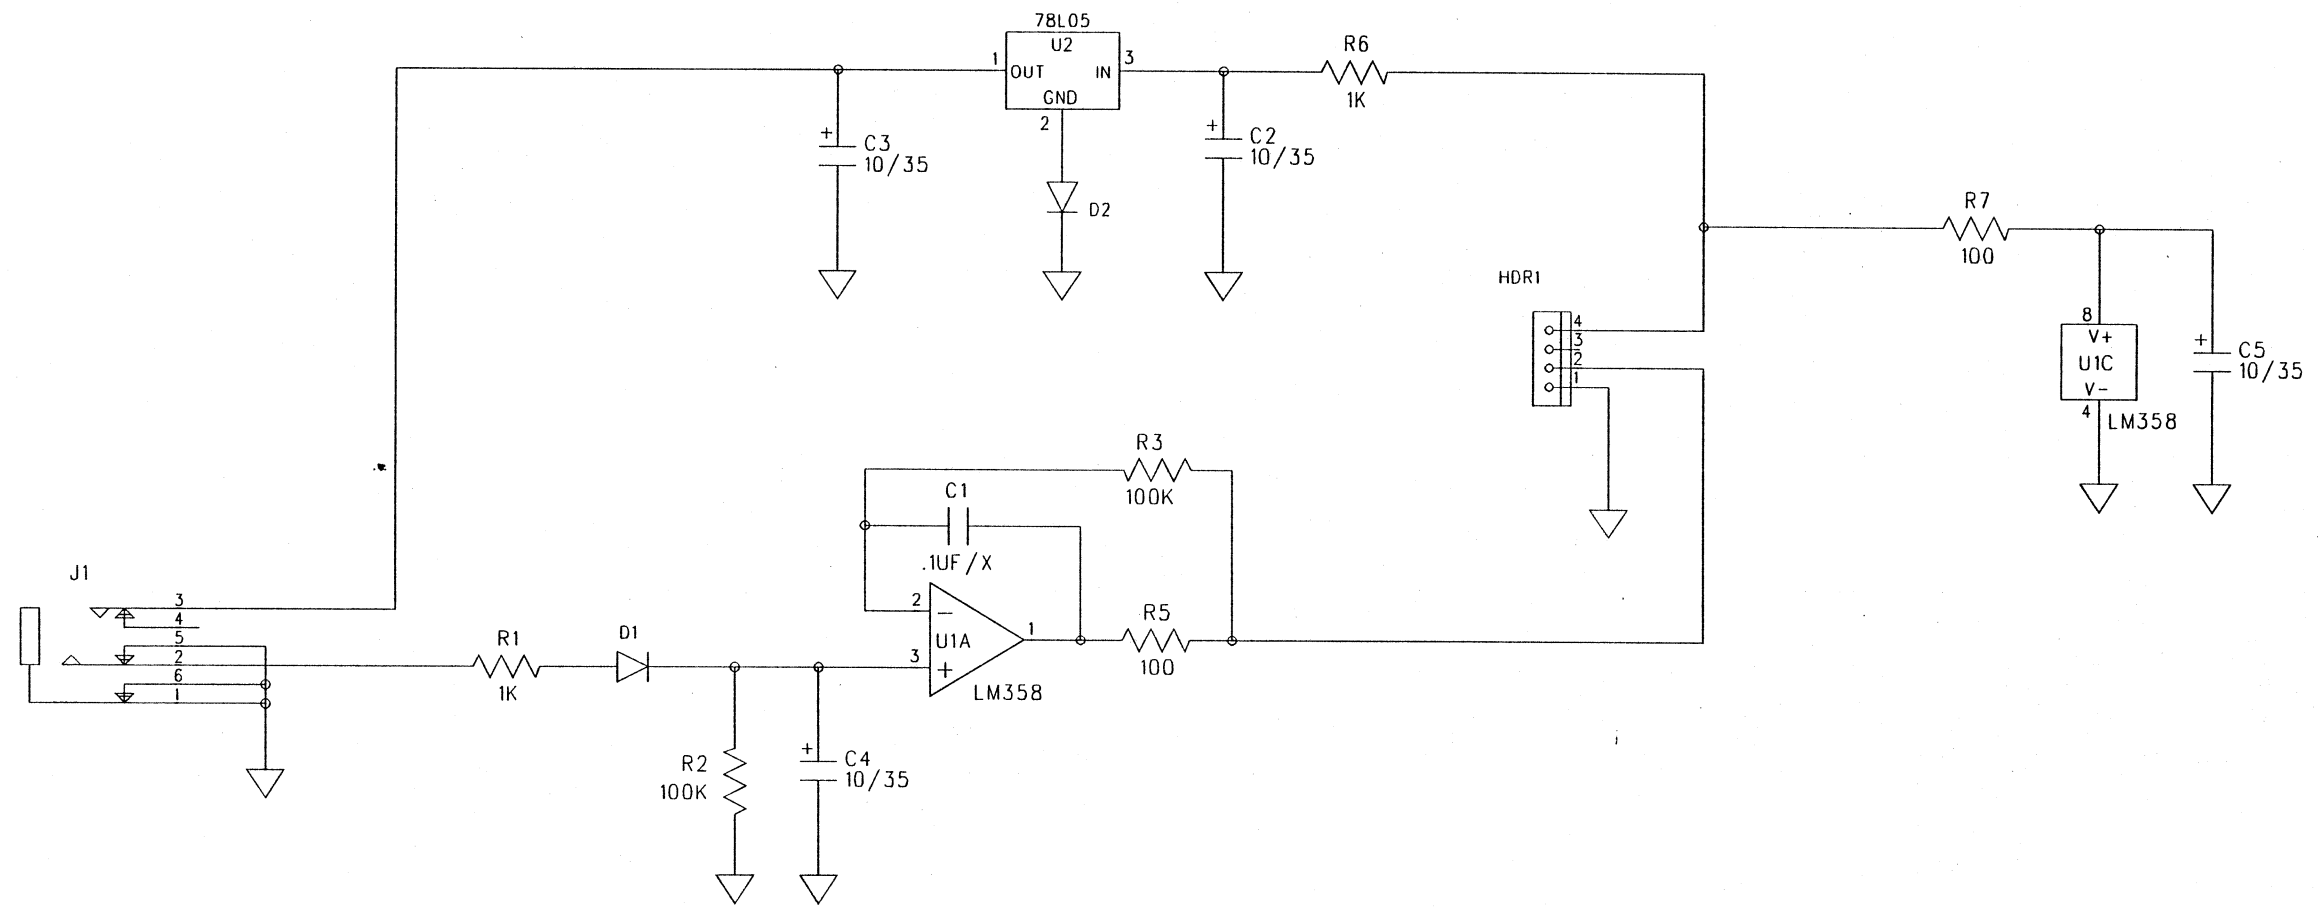 78L05
U2
1
OUT
IN
3
GND
2
R6
1K
+
C3
10/35
+
C2
10/35
D2
R7
100
HDR1
4
3
2
1
8
V+
U1C
V-
4
LM358
+
C5
10/35
R3
100K
C1
.1UF/X
J1
3
4
5
2
6
1
R1
1K
D1
2
−
U1A
3
+
1
LM358
R5
100
R2
100K
+
C4
10/35